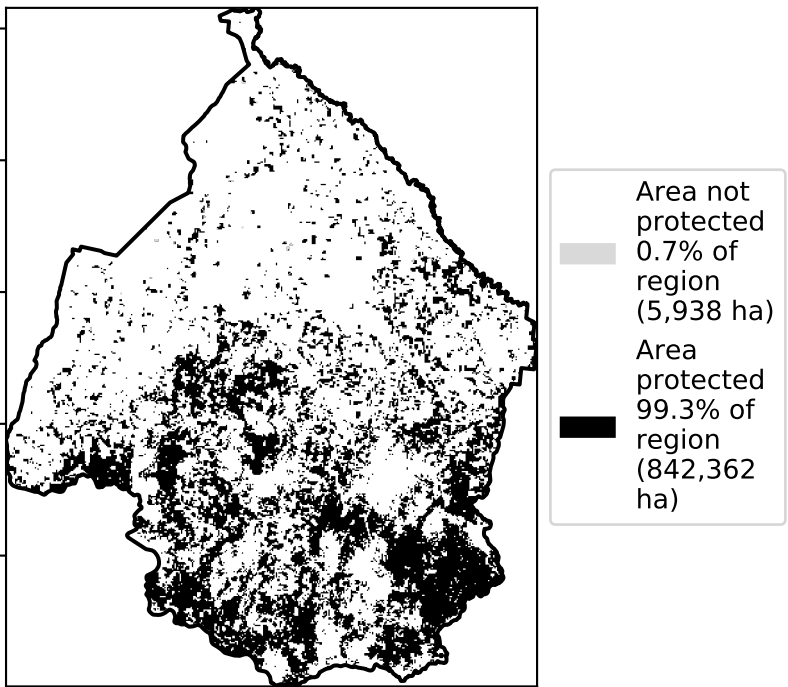 Area not
protected
0.7% of
region
(5,938 ha)
Area
protected
99.3% of
region
(842,362
ha)